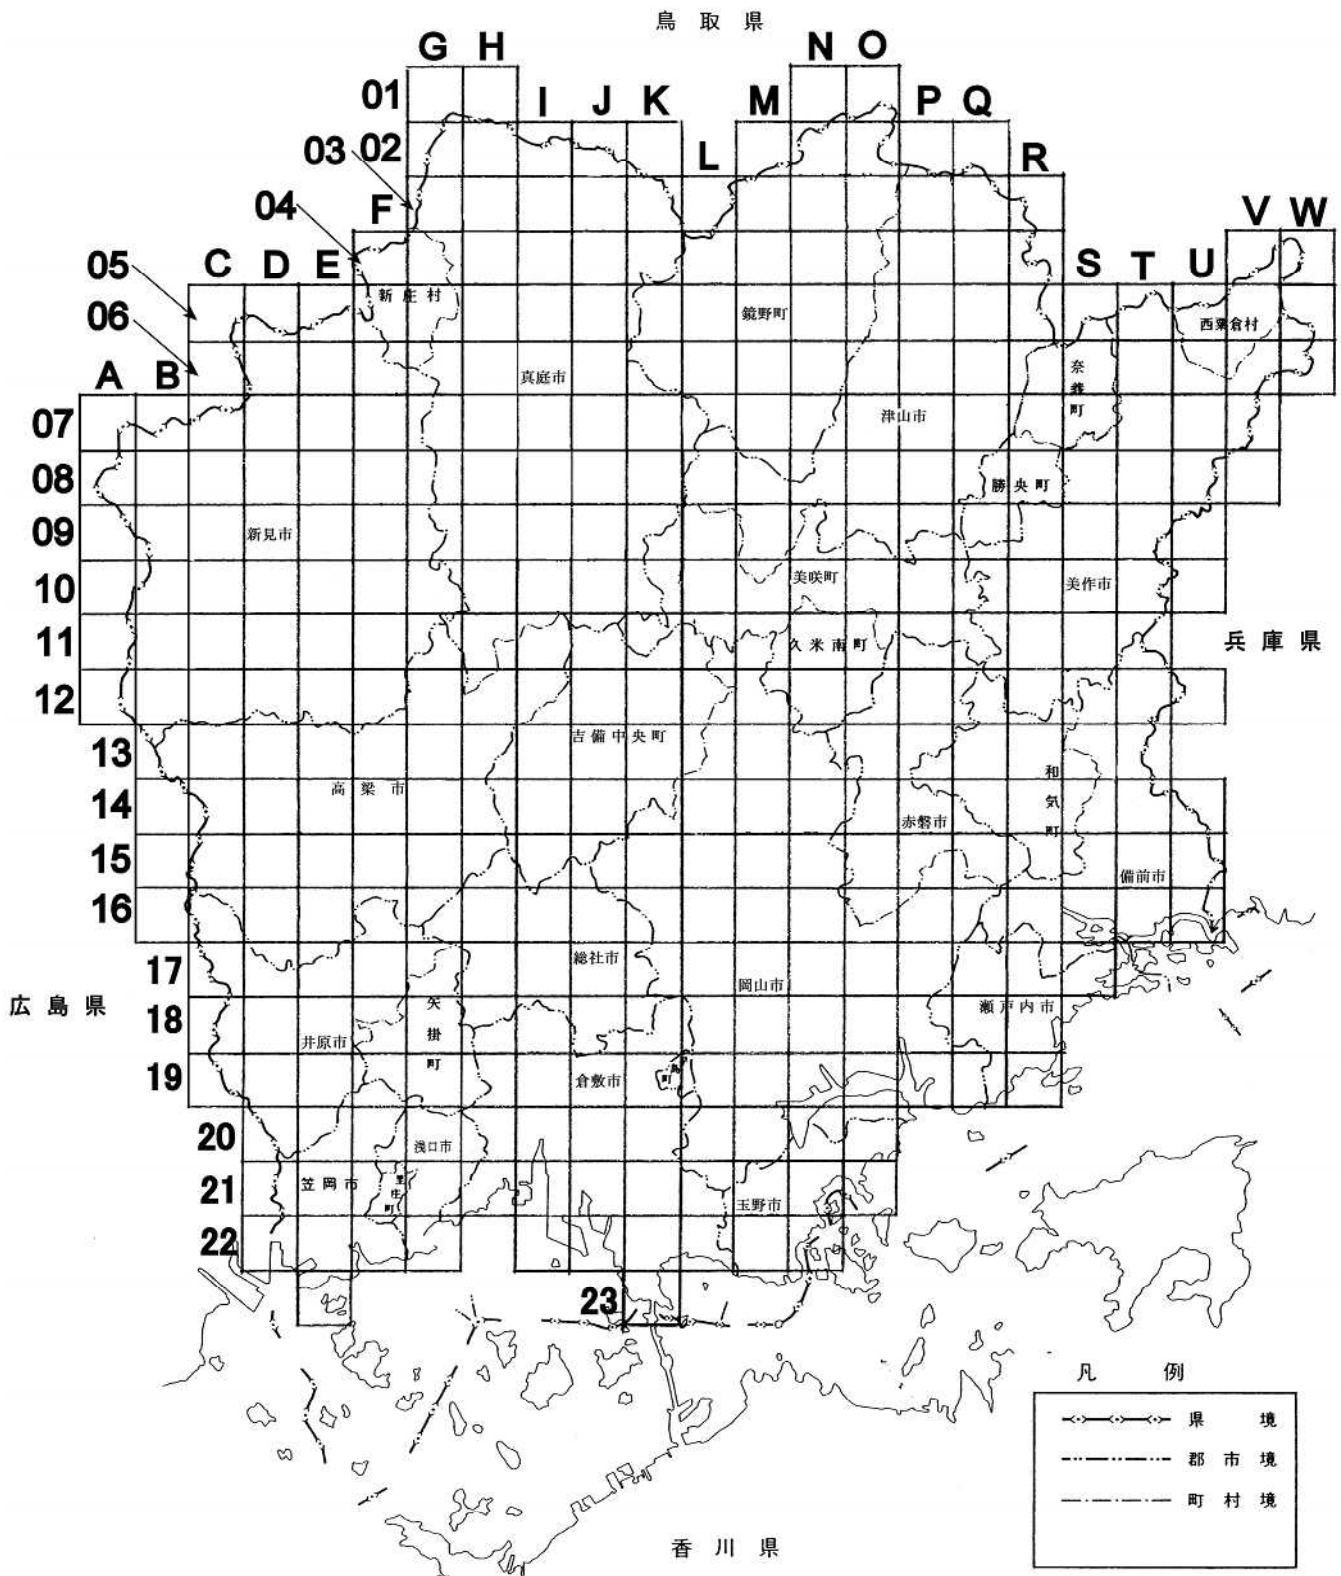 鳥取県
G H N O
01 I J K M P Q
03 02 L R
04 F V W
05 C D E S T U
新庄村
06 鏡野町 西粟倉村
A B 真庭市 奈義町
07 津山市
08 勝央町
09 新見市
10 美咲町 美作市
11 久米南町 兵庫県
12
13 吉備中央町
高梁市 和気町
14 赤磐市
15 備前市
16
17 総社市 岡山市
広島県 矢掛町 瀬戸内市
18 井原市
19 倉敷市 早島町
20 浅口市
21 笠岡市 里庄町 玉野市
22
23
凡例
県境
郡市境
町村境
香川県